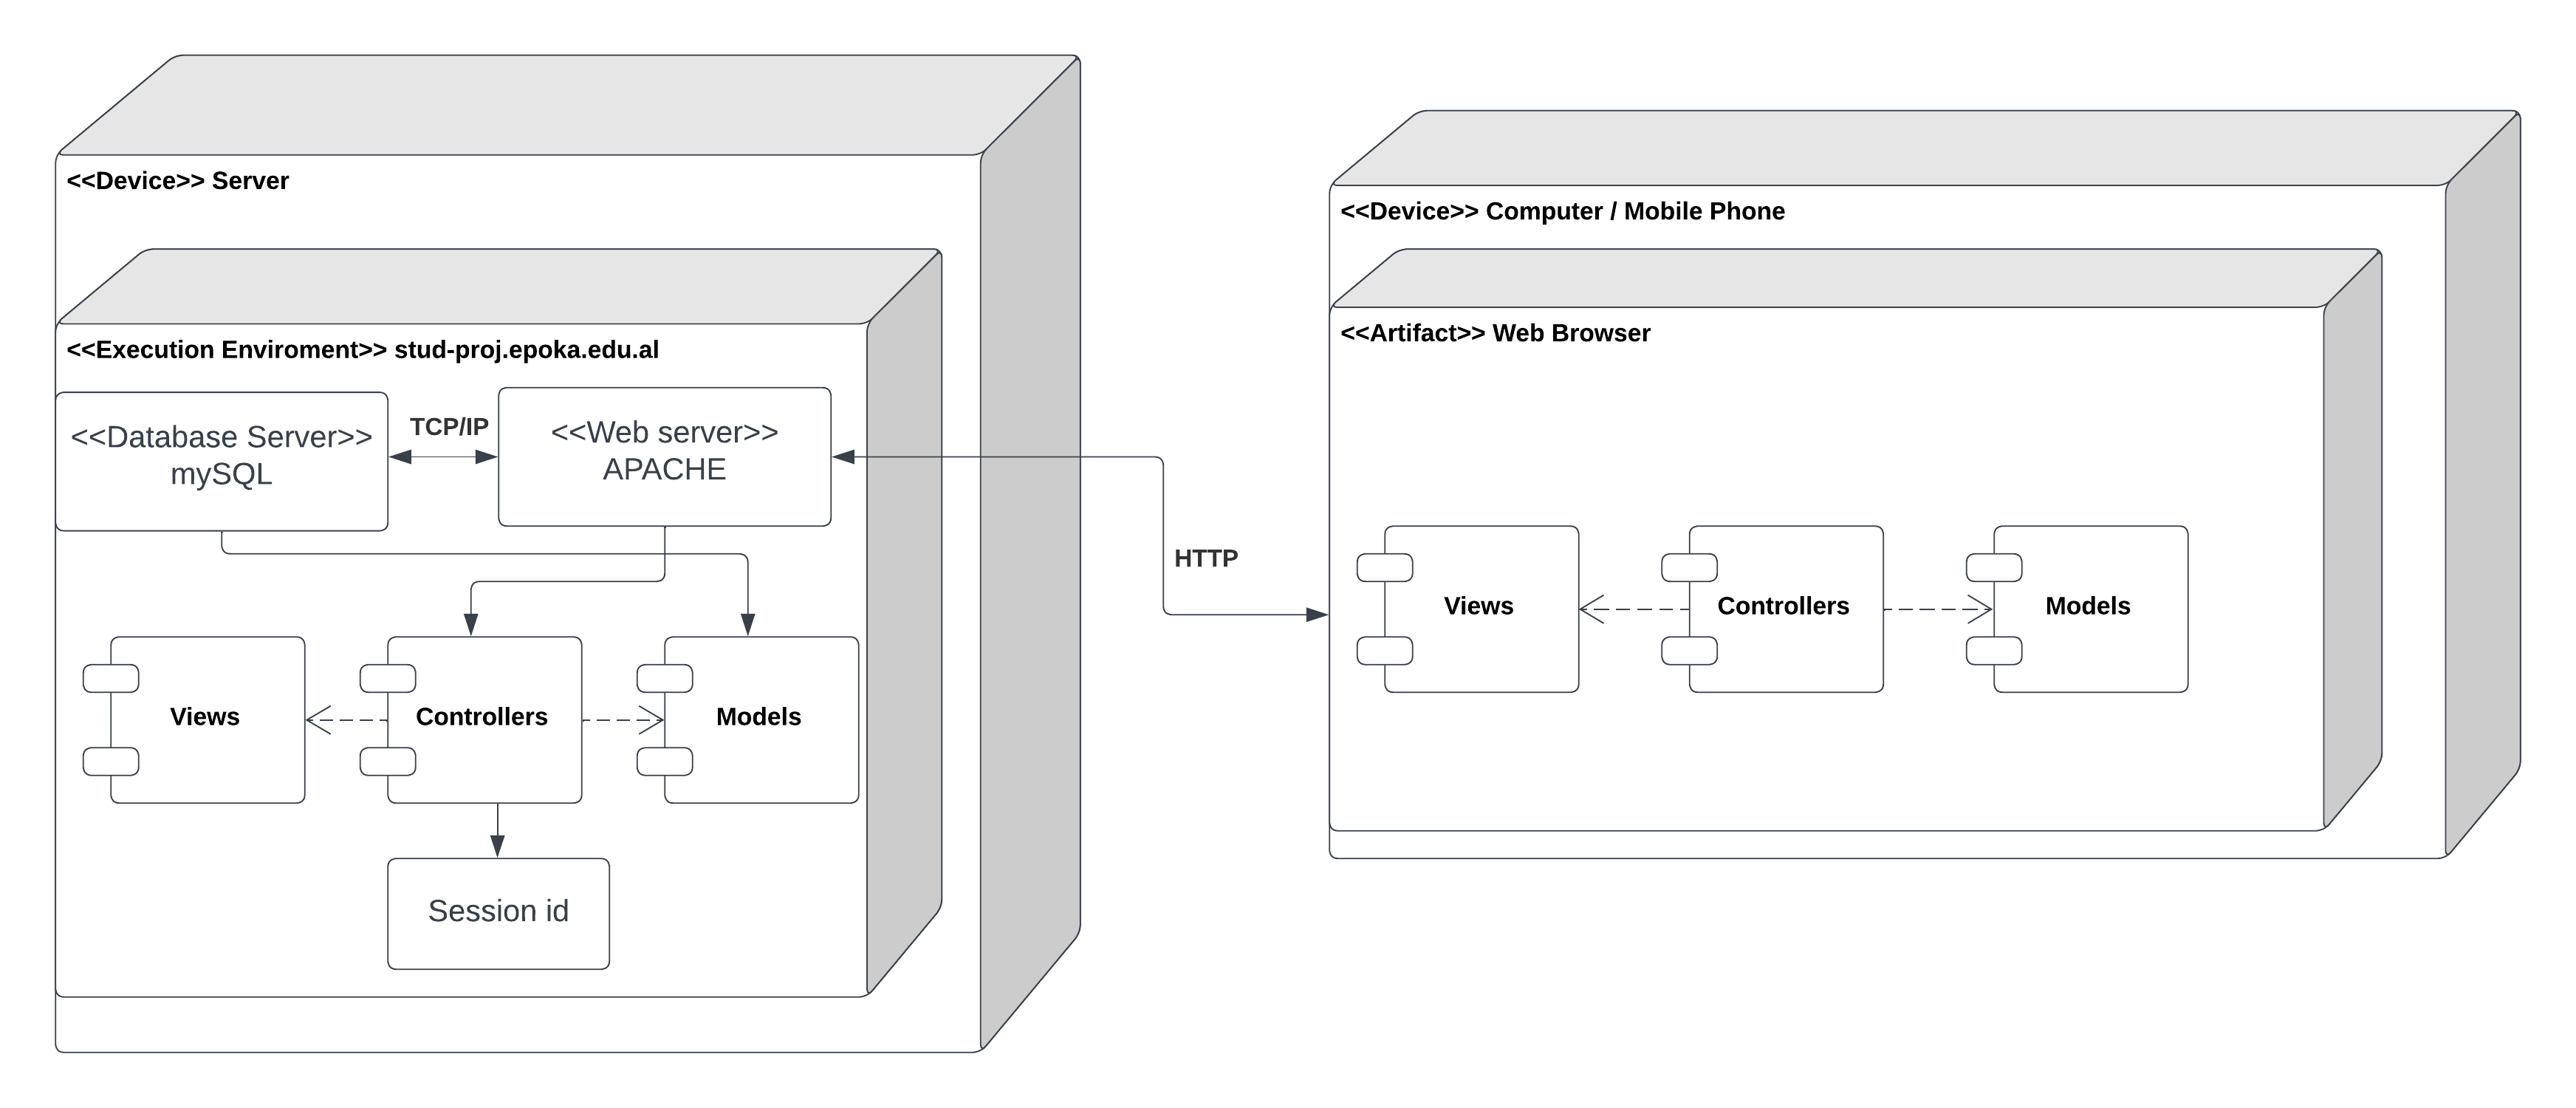 <<Device>> Server
<<Execution Enviroment>> stud-proj.epoka.edu.al
<<Database Server>>
mySQL
TCP/IP
<<Web server>>
APACHE
Views
Controllers
Models
Session id
HTTP
<<Device>> Computer / Mobile Phone
<<Artifact>> Web Browser
Views
Controllers
Models